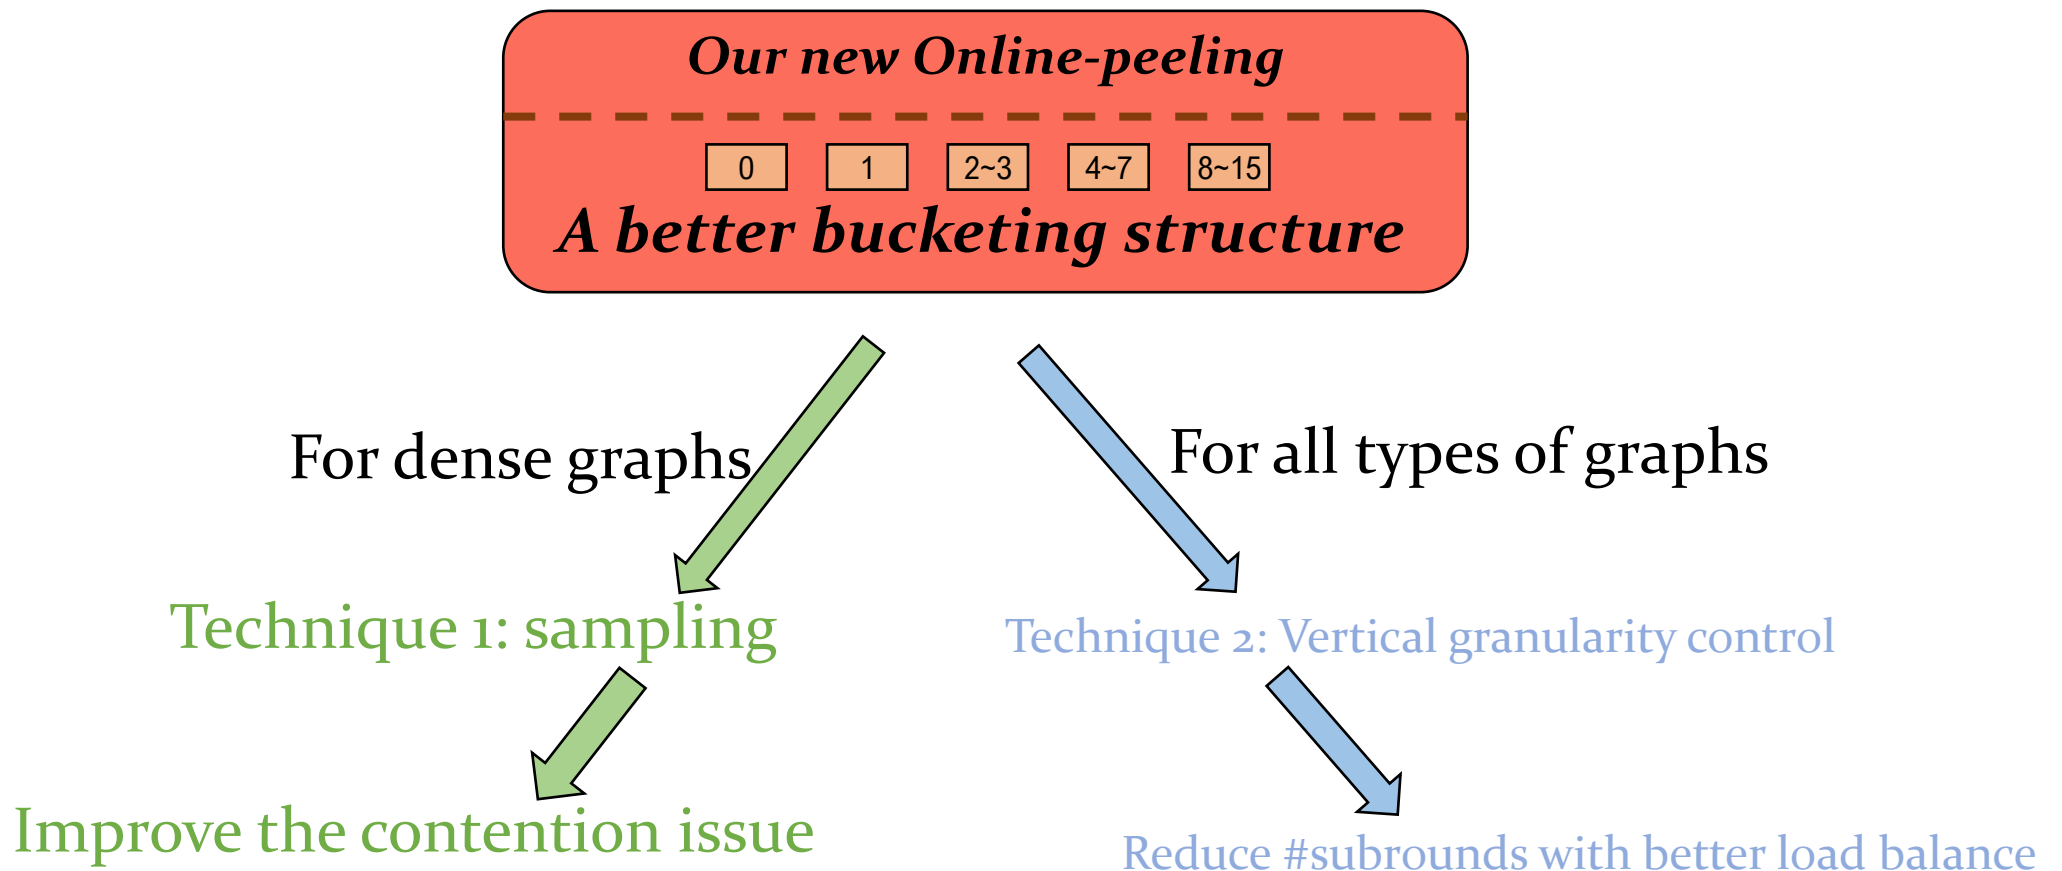 Our new Online-peeling
0 1 2~3 4~7 8~15
A better bucketing structure
For dense graphs
For all types of graphs
Technique 1: sampling
Technique 2: Vertical granularity control
Improve the contention issue
Reduce #subrounds with better load balance